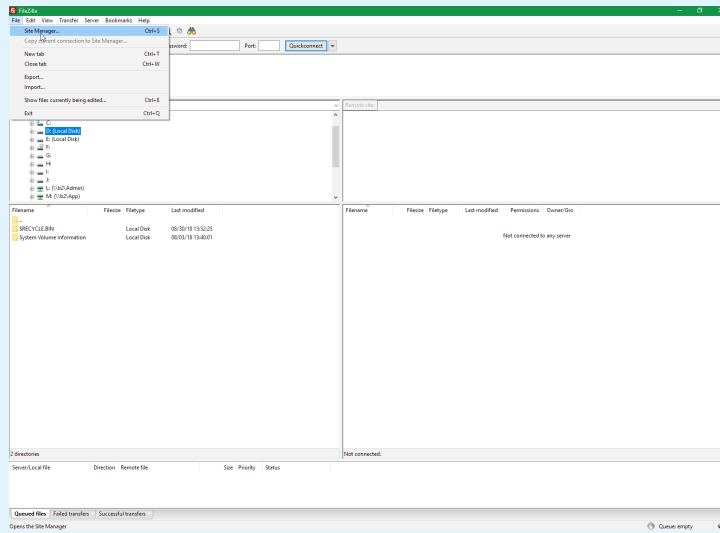 FileZilla
File Edit View Transfer Server Bookmarks Help
Site Manager... Ctrl+S
Copy current connection to Site Manager...
New tab Ctrl+T
Close tab Ctrl+W
Export...
Import...
Show files currently being edited... Ctrl+E
Exit Ctrl+Q
Port: Quickconnect
Remote site:
C:
D: (Local Disk)
E: (Local Disk)
F:
G:
H:
I:
J:
L: (\\b2\Admin)
M: (\\b2\App)
Filename Filesize Filetype Last modified
..
$RECYCLE.BIN Local Disk 08/30/18 13:52:25
System Volume Information Local Disk 08/03/18 13:40:01
2 directories
Filename Filesize Filetype Last modified Permissions Owner/Gro
Not connected to any server
Not connected.
Server/Local file Direction Remote file Size Priority Status
Queued files Failed transfers Successful transfers
Opens the Site Manager
Queue: empty